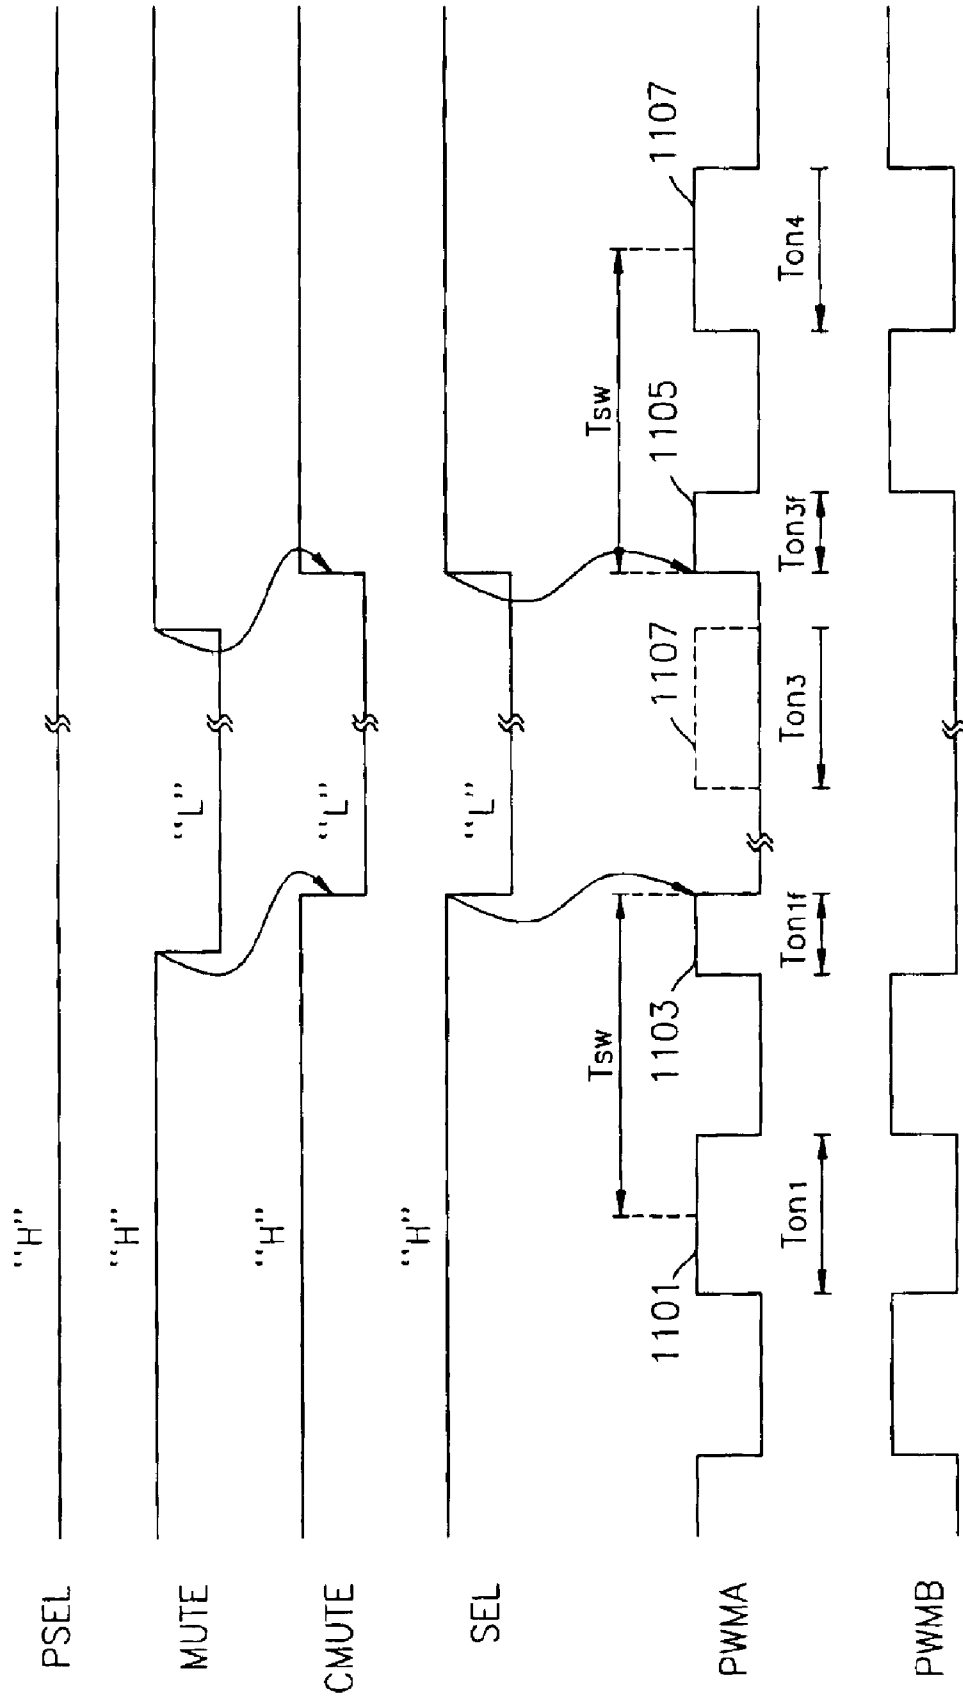 PSEL "H"
MUTE "H" "L"
CMUTE "H" "L"
SEL "H" "L"
Tsw Tsw
PWMA 1101 1103 1107 1105 1107
Ton1 Ton1f Ton3 Ton3f Ton4
PWMB